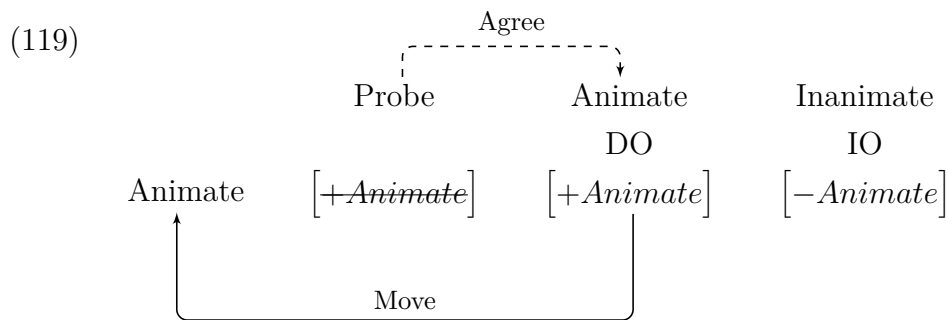 (119)
Agree
Probe Animate Inanimate
DO IO
Animate [+Animate] [+Animate] [−Animate]
Move